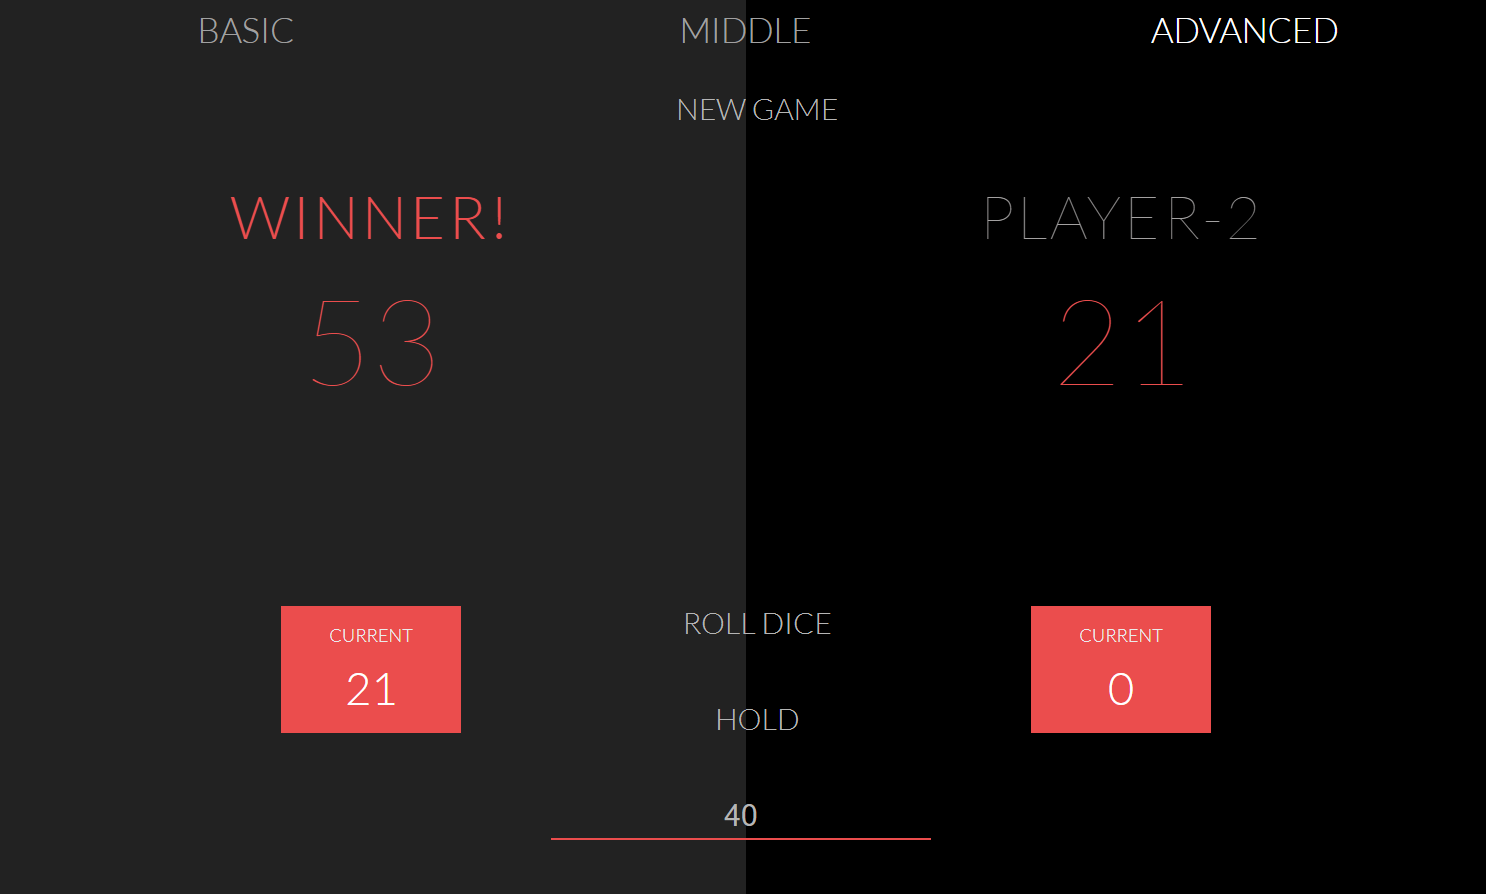 BASIC MIDDLE ADVANCED
NEW GAME
WINNER! PLAYER-2
53 21
CURRENT ROLL DICE CURRENT
21 0
HOLD
40